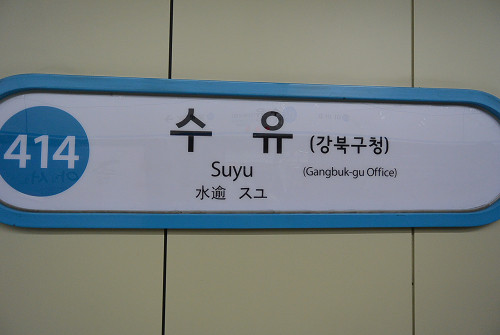 414
수 유 (강북구청)
Suyu (Gangbuk-gu Office)
水逾 スユ